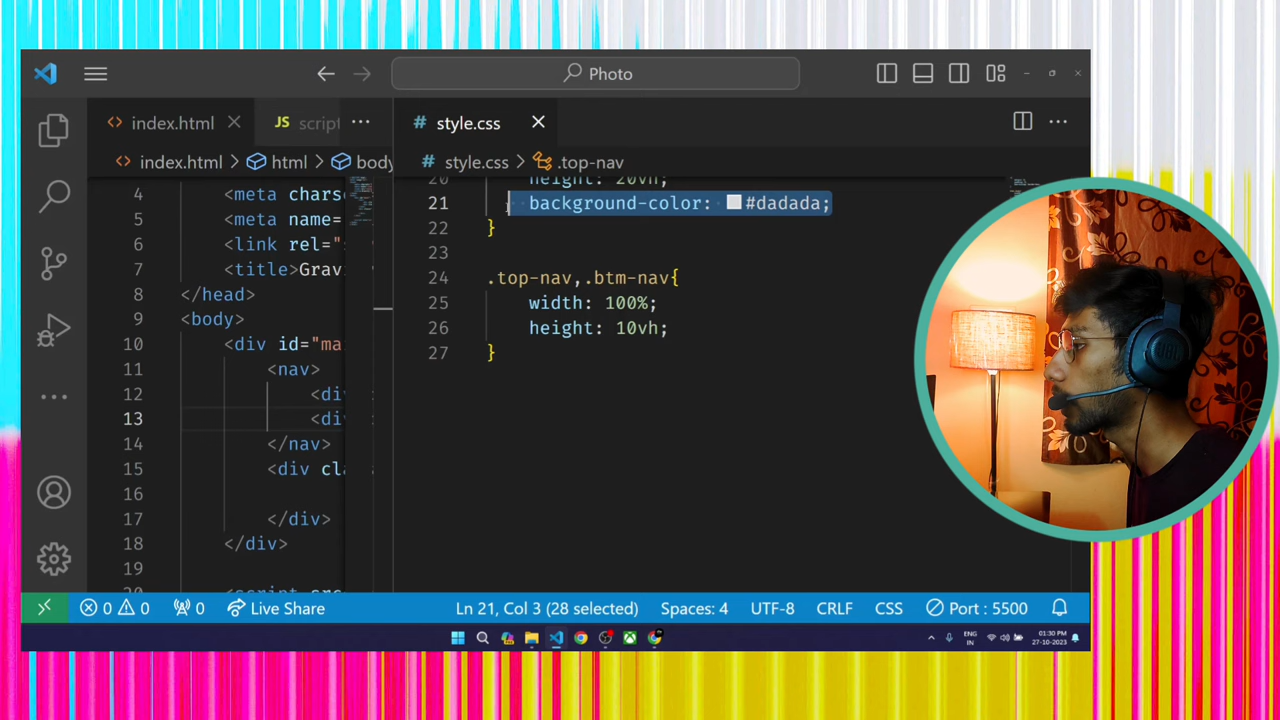 Photo
index.html
JS script
# style.css
index.html > html > body
# style.css > .top-nav
4 <meta chars
5 <meta name=
6 <link rel="
7 <title>Grav
8 </head>
9 <body>
10 <div id="ma
11 <nav>
12 <di
13 <di
14 </nav>
15 <div cl
16
17 </div>
18 </div>
19
20 height: 20vh;
21 background-color: #dadada;
22 }
23
24 .top-nav,.btm-nav{
25 width: 100%;
26 height: 10vh;
27 }
0 0 0 Live Share
Ln 21, Col 3 (28 selected) Spaces: 4 UTF-8 CRLF CSS Port : 5500
ENG
IN
01:30 PM
27-10-2023